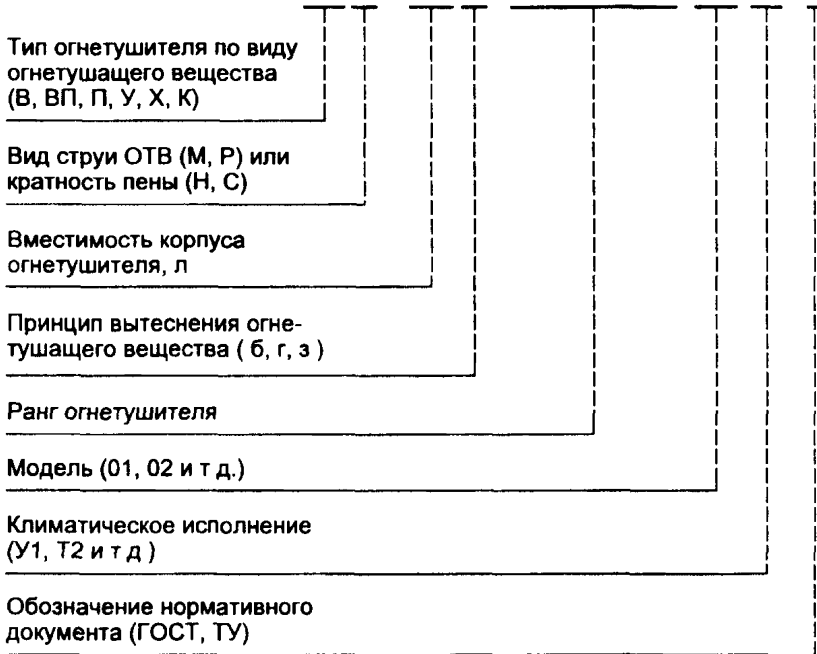 Тип огнетушителя по виду
огнетушащего вещества
(В, ВП, П, У, Х, К)
Вид струи ОТВ (М, Р) или
кратность пены (Н, С)
Вместимость корпуса
огнетушителя, л
Принцип вытеснения огне-
тушащего вещества ( б, г, з )
Ранг огнетушителя
Модель (01, 02 и т д.)
Климатическое исполнение
(У1, Т2 и т д )
Обозначение нормативного
документа (ГОСТ, ТУ)